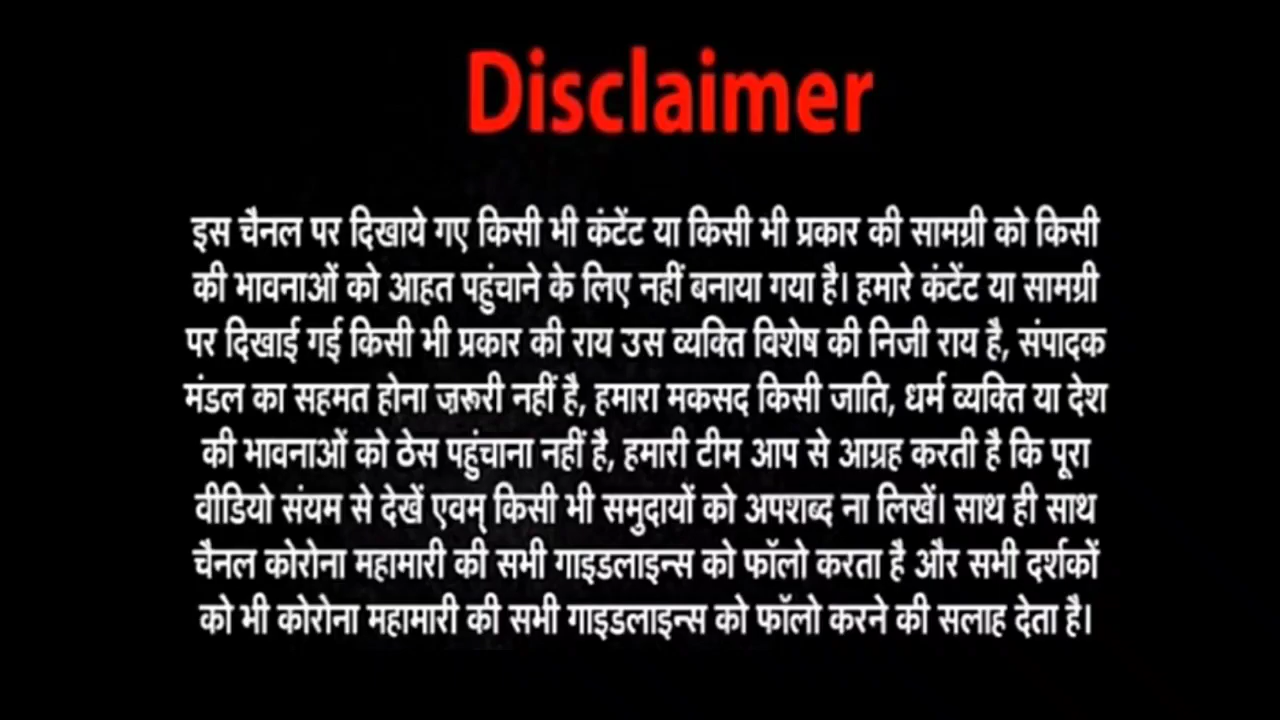 Disclaimer
इस चैनल पर दिखाये गए किसी भी कंटेंट या किसी भी प्रकार की सामग्री को किसी
की भावनाओं को आहत पहुंचाने के लिए नहीं बनाया गया है। हमारे कंटेंट या सामग्री
पर दिखाई गई किसी भी प्रकार की राय उस व्यक्ति विशेष की निजी राय है, संपादक
मंडल का सहमत होना ज़रूरी नहीं है, हमारा मकसद किसी जाति, धर्म व्यक्ति या देश
की भावनाओं को ठेस पहुंचाना नहीं है, हमारी टीम आप से आग्रह करती है कि पूरा
वीडियो संयम से देखें एवम् किसी भी समुदायों को अपशब्द ना लिखें। साथ ही साथ
चैनल कोरोना महामारी की सभी गाइडलाइन्स को फॉलो करता है और सभी दर्शकों
को भी कोरोना महामारी की सभी गाइडलाइन्स को फॉलो करने की सलाह देता है।